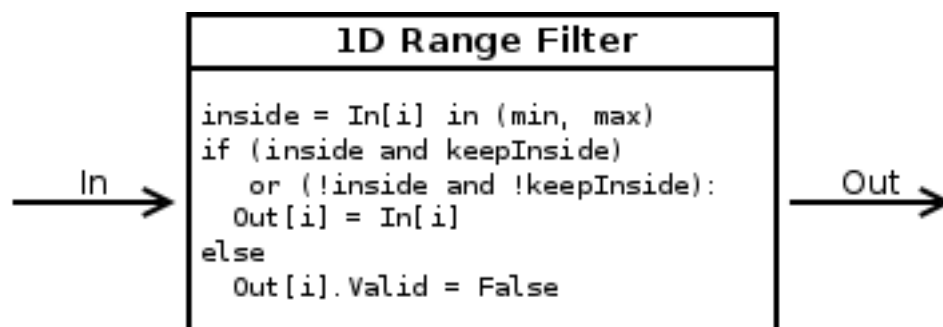 1D Range Filter
inside = In[i] in (min, max)
if (inside and keepInside)
or (!inside and !keepInside):
In
Out
Out[i] = In[i]
else
Out[i].Valid = False